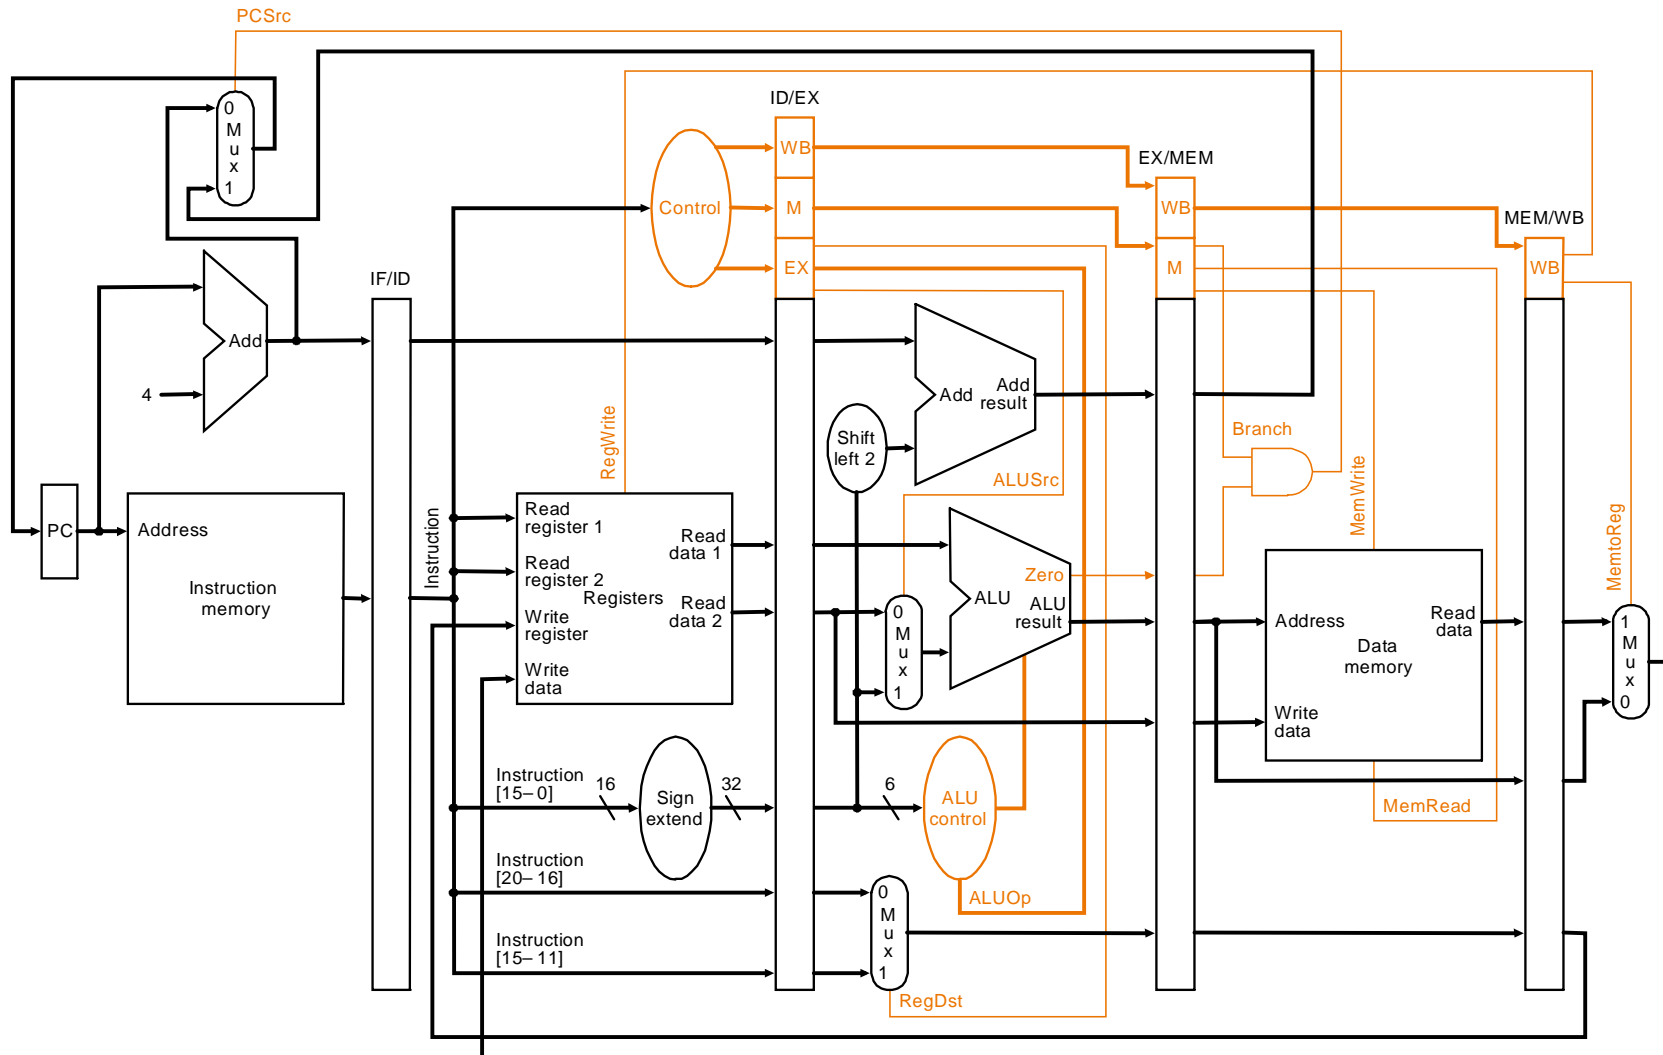 PCSrc
0
M
u
x
1
ID/EX
WB
M
EX
Control
EX/MEM
WB
M
MEM/WB
WB
IF/ID
Add
4
RegWrite
Shift
left 2
Add
Add
result
Branch
ALUSrc
MemWrite
MemtoReg
PC
Address
Instruction
memory
Instruction
Read
register 1
Read
register 2
Write
register
Write
data
Registers
Read
data 1
Read
data 2
0
M
u
x
1
Zero
ALU
ALU
result
Address
Read
data
Data
memory
Write
data
1
M
u
x
0
MemRead
Instruction
[15–0]
16
Sign
extend
32
6
ALU
control
Instruction
[20–16]
Instruction
[15–11]
0
M
u
x
1
ALUOp
RegDst